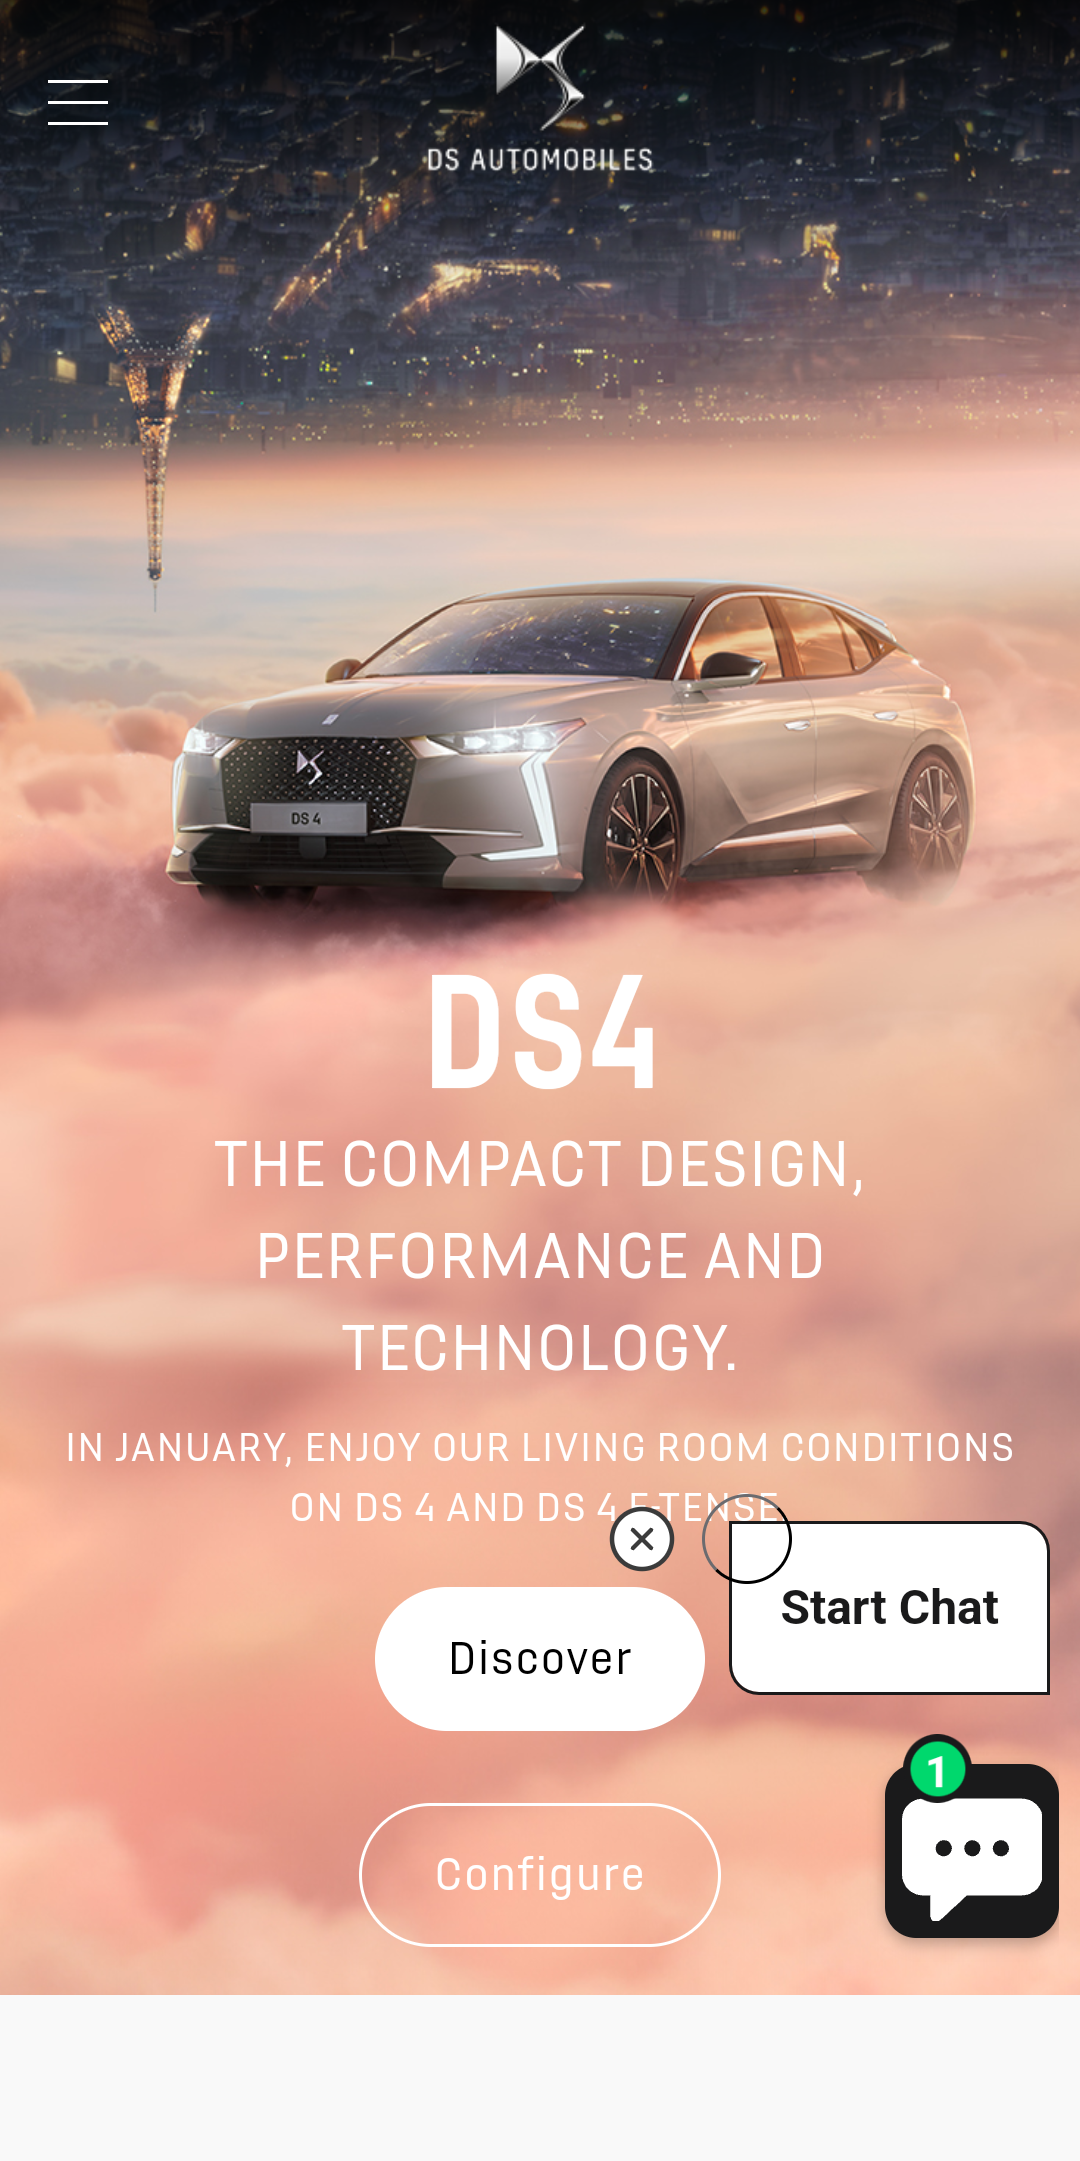 DS AUTOMOBILES
DS 4
DS4
THE COMPACT DESIGN,
PERFORMANCE AND
TECHNOLOGY.
IN JANUARY, ENJOY OUR LIVING ROOM CONDITIONS
ON DS 4 AND DS 4 E-TENSE
Start Chat
Discover
1
Configure